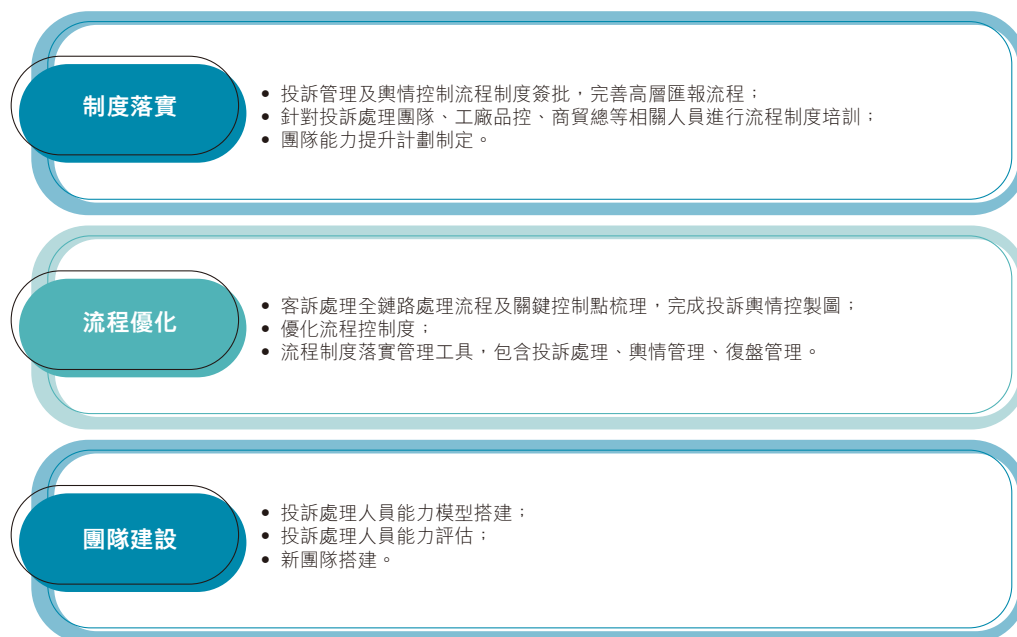 制度落實
• 投訴管理及輿情控制流程制度簽批，完善高層匯報流程；
• 針對投訴處理團隊、工廠品控、商貿總等相關人員進行流程制度培訓；
• 團隊能力提升計劃制定。
流程優化
• 客訴處理全鏈路處理流程及關鍵控制點梳理，完成投訴輿情控製圖；
• 優化流程控制度；
• 流程制度落實管理工具，包含投訴處理、輿情管理、復盤管理。
團隊建設
• 投訴處理人員能力模型搭建；
• 投訴處理人員能力評估；
• 新團隊搭建。